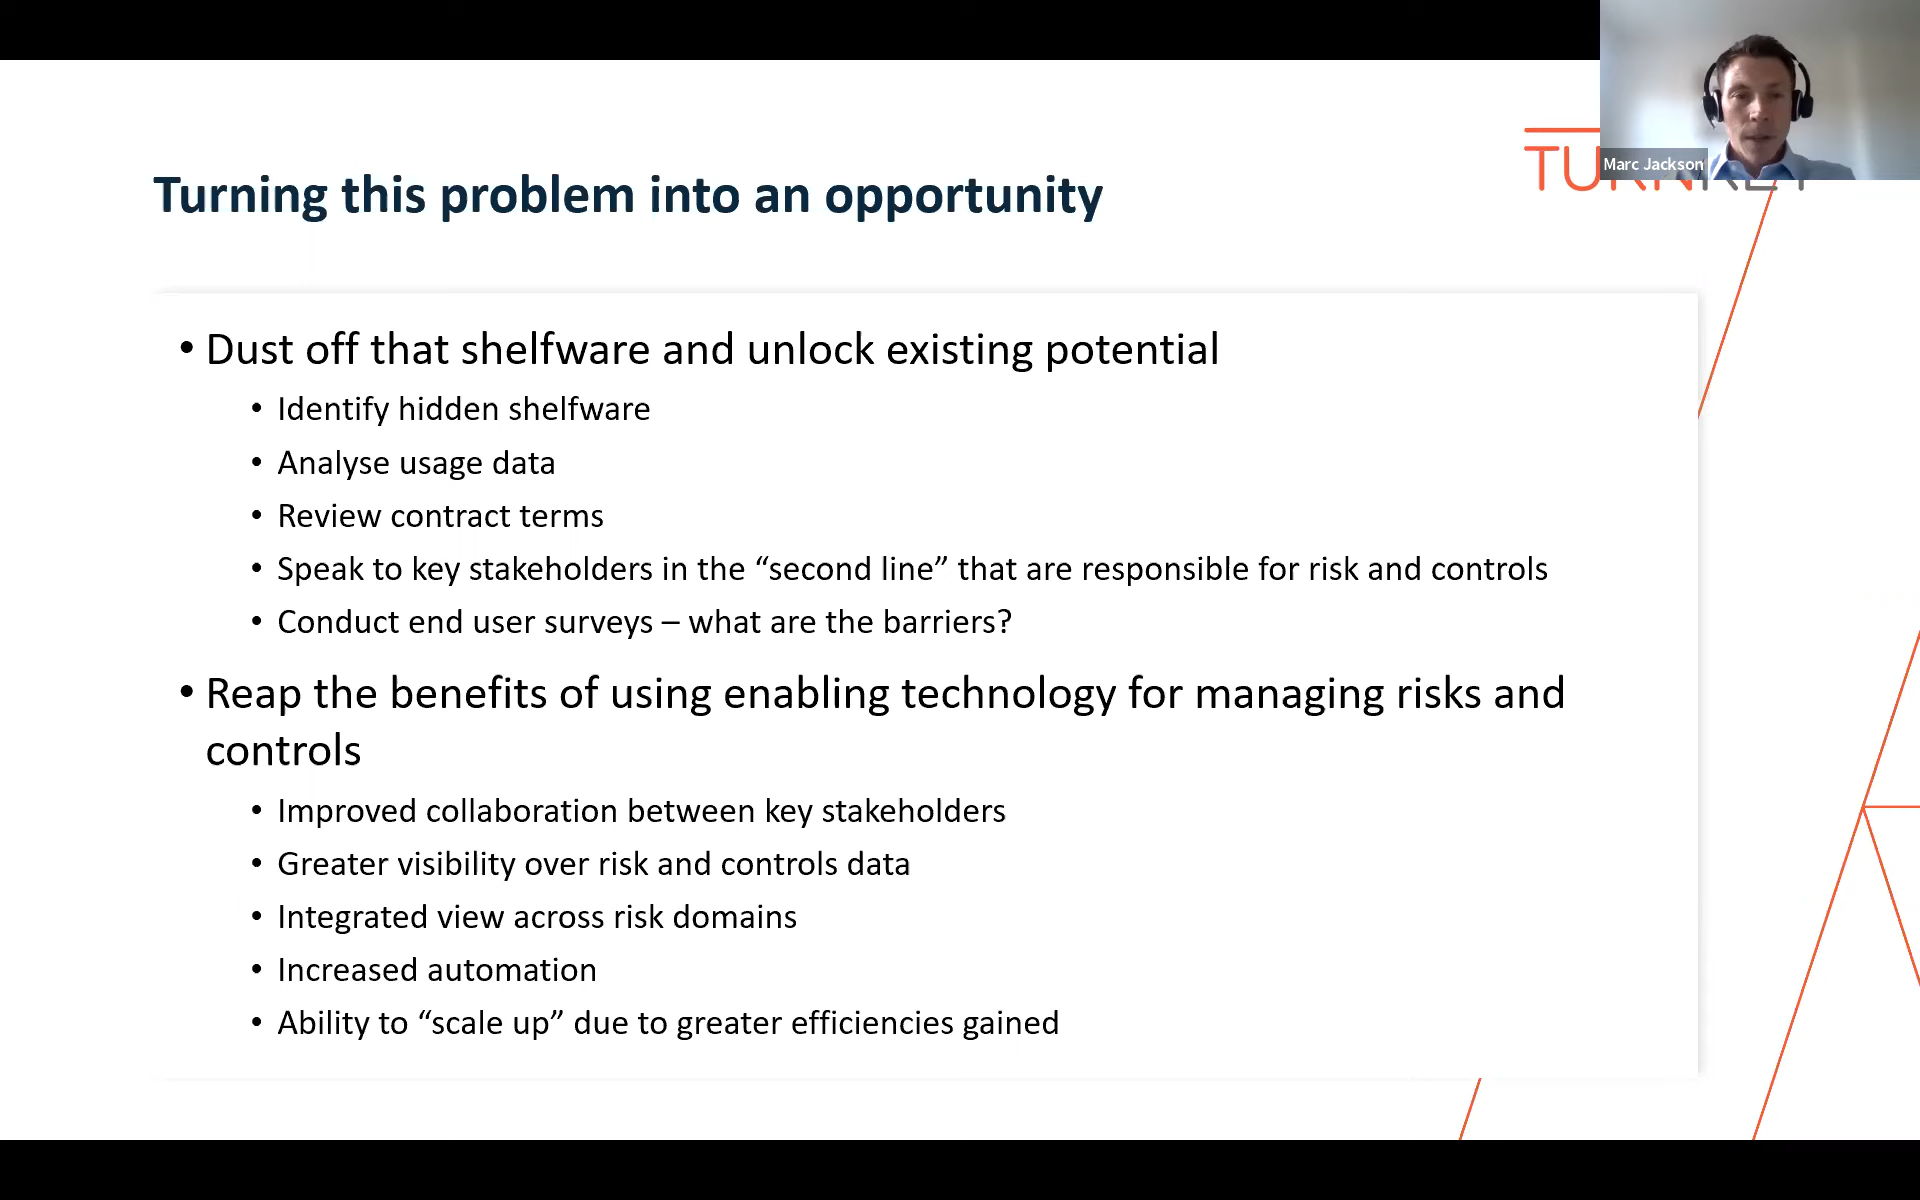 Marc Jackson
Turning this problem into an opportunity
• Dust off that shelfware and unlock existing potential
• Identify hidden shelfware
• Analyse usage data
• Review contract terms
• Speak to key stakeholders in the “second line” that are responsible for risk and controls
• Conduct end user surveys – what are the barriers?
• Reap the benefits of using enabling technology for managing risks and
controls
• Improved collaboration between key stakeholders
• Greater visibility over risk and controls data
• Integrated view across risk domains
• Increased automation
• Ability to “scale up” due to greater efficiencies gained